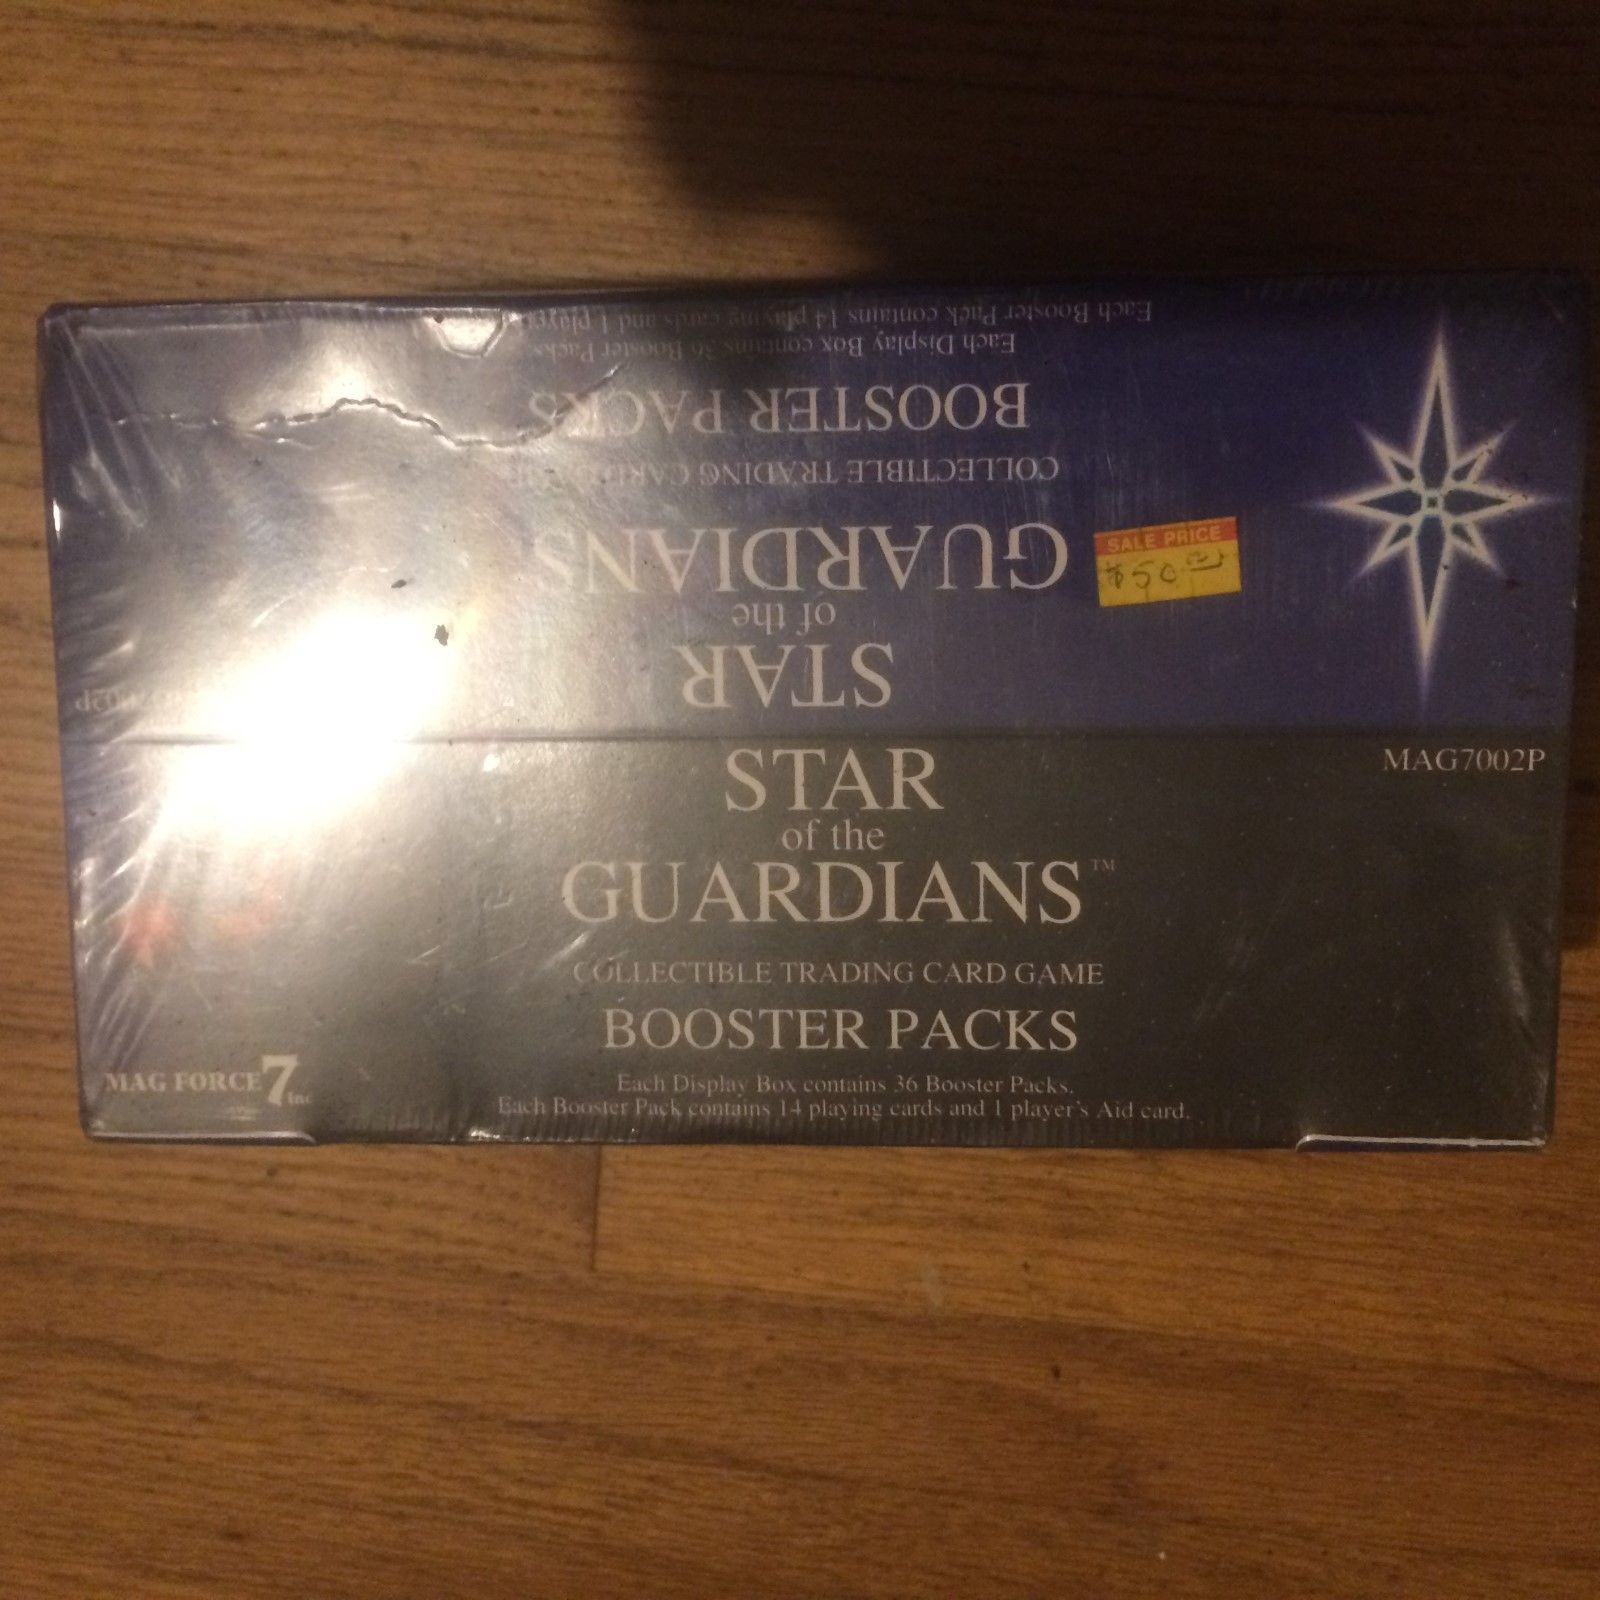 Each Booster Pack contains 14 playing cards and 1 Player
Each Display Box contains 36 Booster Packs
BOOSTER PACKS
COLLECTIBLE TRADING CARD
GUARDIANS
of the
STAR
SALE PRICE
$50
02P
STAR
of the
GUARDIANS™
MAG7002P
COLLECTIBLE TRADING CARD GAME
BOOSTER PACKS
MAG FORCE 7 Inc
Each Display Box contains 36 Booster Packs.
Each Booster Pack contains 14 playing cards and 1 player's Aid card.